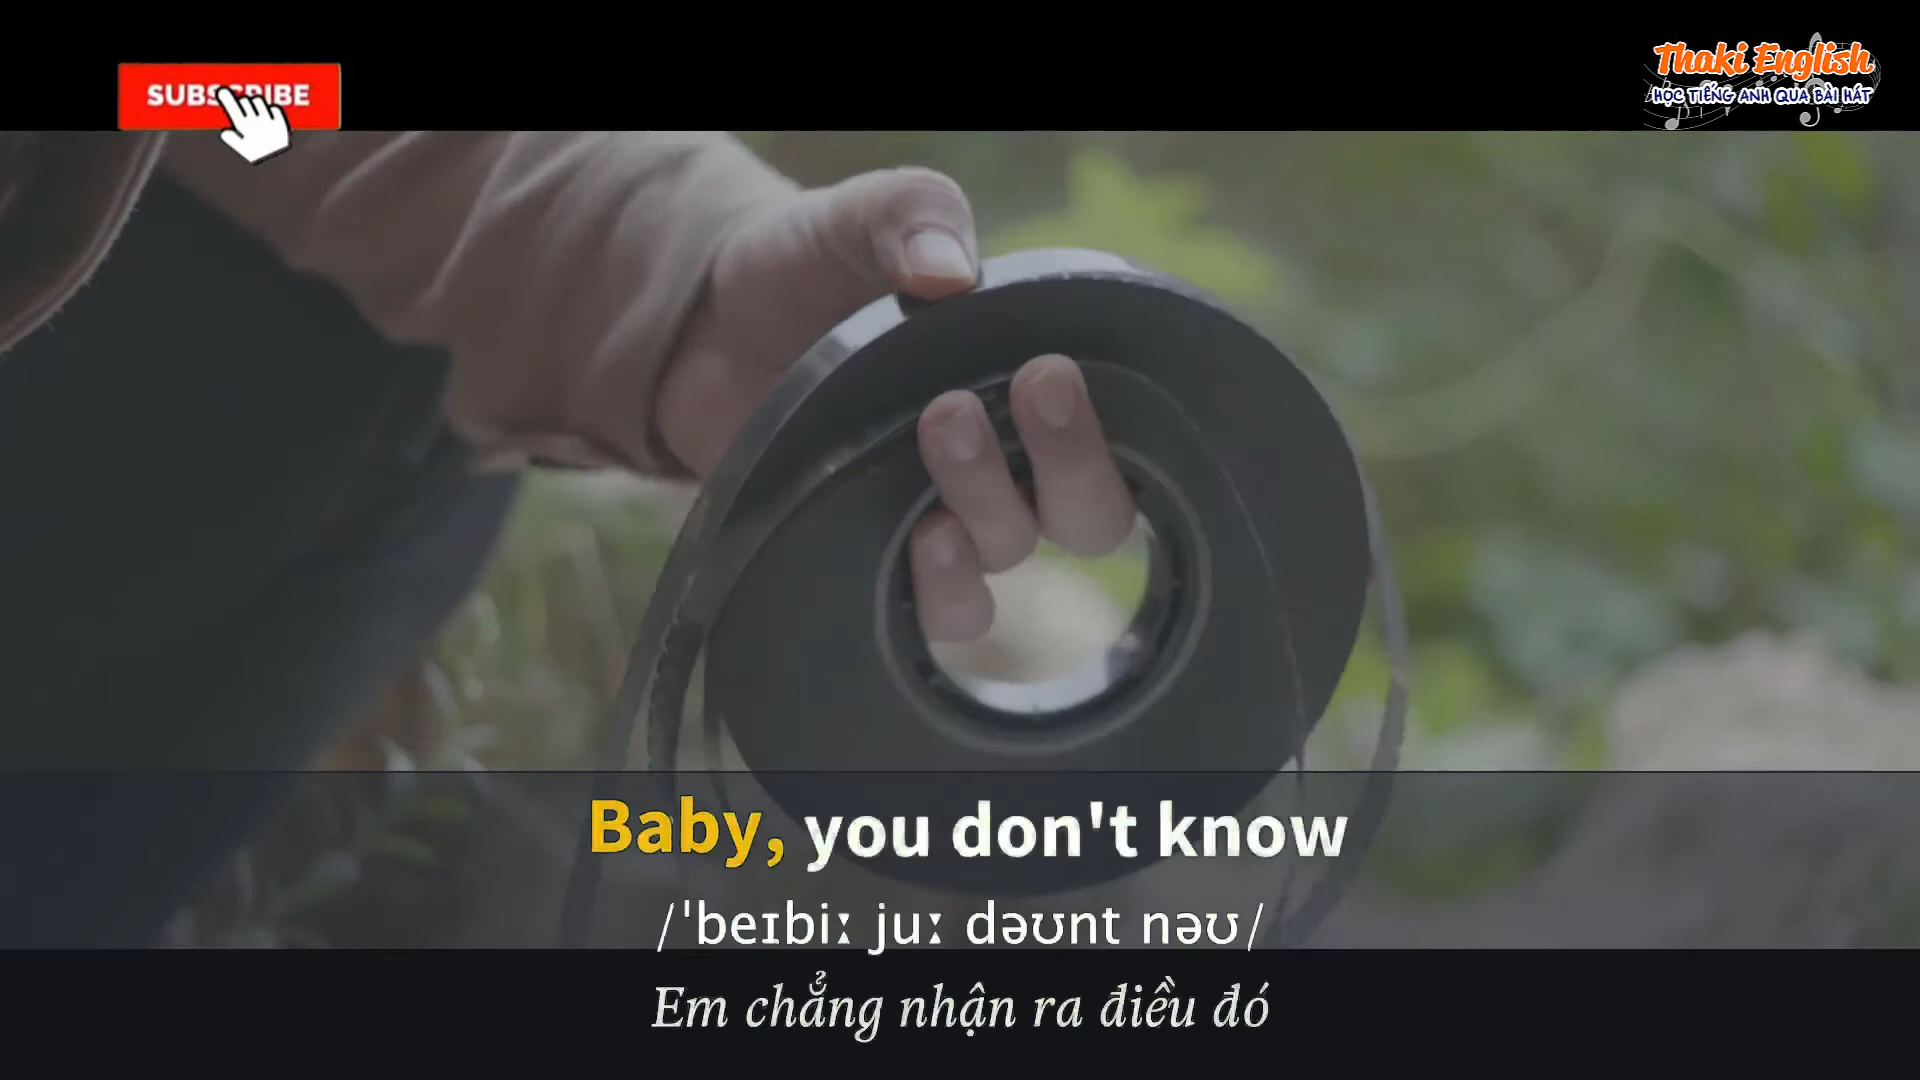 SUBSCRIBE
Thaki English
HỌC TIẾNG ANH QUA BÀI HÁT
Baby, you don't know
/ˈbeɪbiː juː dəʊnt nəʊ/
Em chẳng nhận ra điều đó